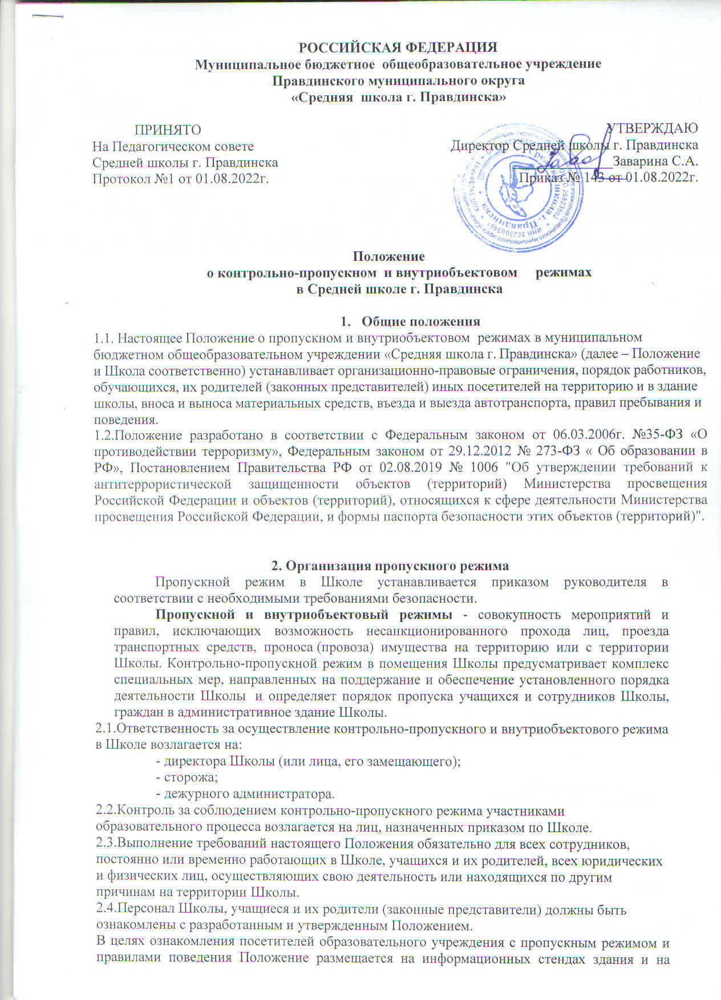 РОССИЙСКАЯ ФЕДЕРАЦИЯ
Муниципальное бюджетное общеобразовательное учреждение
Правдинского муниципального округа
«Средняя школа г. Правдинска»
ПРИНЯТО
На Педагогическом совете
Средней школы г. Правдинска
Протокол №1 от 01.08.2022г.
УТВЕРЖДАЮ
Директор Средней школы г. Правдинска
______________Заварина С.А.
Приказ № 143 от 01.08.2022г.
Положение
о контрольно-пропускном и внутриобъектовом режимах
в Средней школе г. Правдинска
1. Общие положения
1.1. Настоящее Положение о пропускном и внутриобъектовом режимах в муниципальном
бюджетном общеобразовательном учреждении «Средняя школа г. Правдинска» (далее – Положение
и Школа соответственно) устанавливает организационно-правовые ограничения, порядок работников,
обучающихся, их родителей (законных представителей) иных посетителей на территорию и в здание
школы, вноса и выноса материальных средств, въезда и выезда автотранспорта, правил пребывания и
поведения.
1.2.Положение разработано в соответствии с Федеральным законом от 06.03.2006г. №35-ФЗ «О
противодействии терроризму», Федеральным законом от 29.12.2012 № 273-ФЗ « Об образовании в
РФ», Постановлением Правительства РФ от 02.08.2019 № 1006 "Об утверждении требований к
антитеррористической защищенности объектов (территорий) Министерства просвещения
Российской Федерации и объектов (территорий), относящихся к сфере деятельности Министерства
просвещения Российской Федерации, и формы паспорта безопасности этих объектов (территорий)".
2. Организация пропускного режима
Пропускной режим в Школе устанавливается приказом руководителя в
соответствии с необходимыми требованиями безопасности.
Пропускной и внутриобъектовый режимы - совокупность мероприятий и
правил, исключающих возможность несанкционированного прохода лиц, проезда
транспортных средств, проноса (провоза) имущества на территорию или с территории
Школы. Контрольно-пропускной режим в помещения Школы предусматривает комплекс
специальных мер, направленных на поддержание и обеспечение установленного порядка
деятельности Школы и определяет порядок пропуска учащихся и сотрудников Школы,
граждан в административное здание Школы.
2.1.Ответственность за осуществление контрольно-пропускного и внутриобъектового режима
в Школе возлагается на:
- директора Школы (или лица, его замещающего);
- сторожа;
- дежурного администратора.
2.2.Контроль за соблюдением контрольно-пропускного режима участниками
образовательного процесса возлагается на лиц, назначенных приказом по Школе.
2.3.Выполнение требований настоящего Положения обязательно для всех сотрудников,
постоянно или временно работающих в Школе, учащихся и их родителей, всех юридических
и физических лиц, осуществляющих свою деятельность или находящихся по другим
причинам на территории Школы.
2.4.Персонал Школы, учащиеся и их родители (законные представители) должны быть
ознакомлены с разработанным и утвержденным Положением.
В целях ознакомления посетителей образовательного учреждения с пропускным режимом и
правилами поведения Положение размещается на информационных стендах здания и на